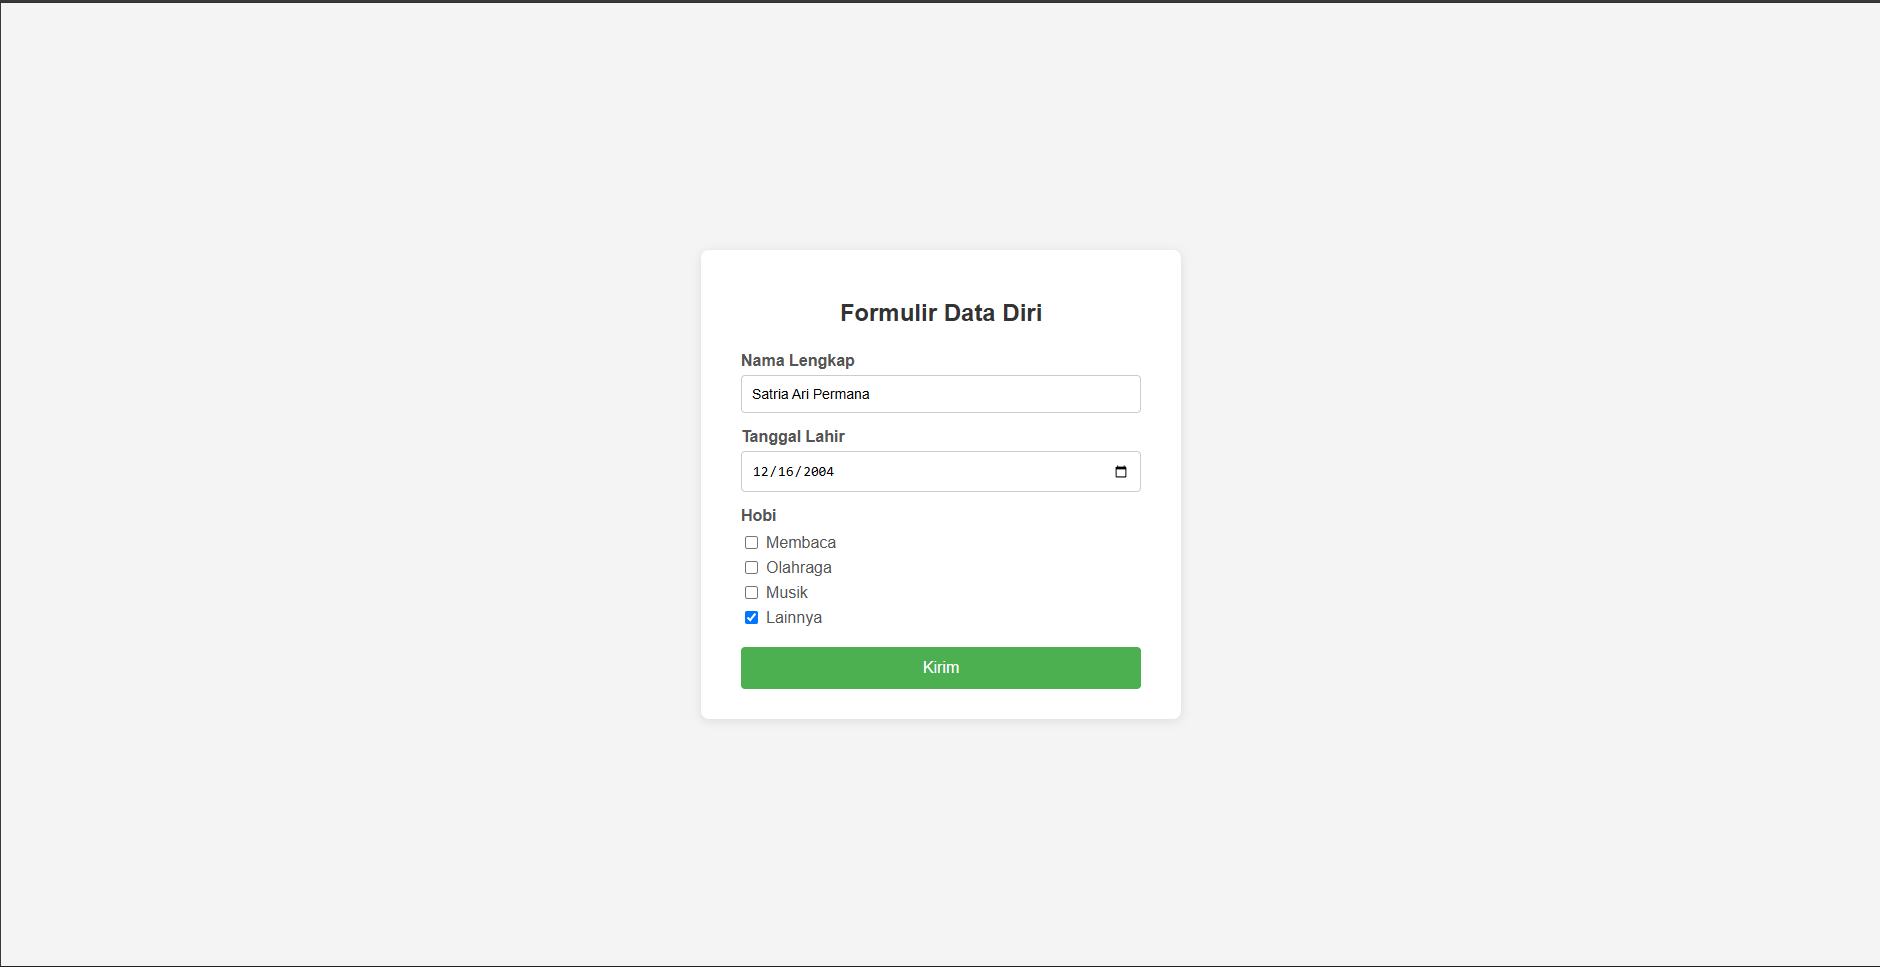 Formulir Data Diri
Nama Lengkap
Satria Ari Permana
Tanggal Lahir
12/16/2004
Hobi
Membaca
Olahraga
Musik
Lainnya
Kirim